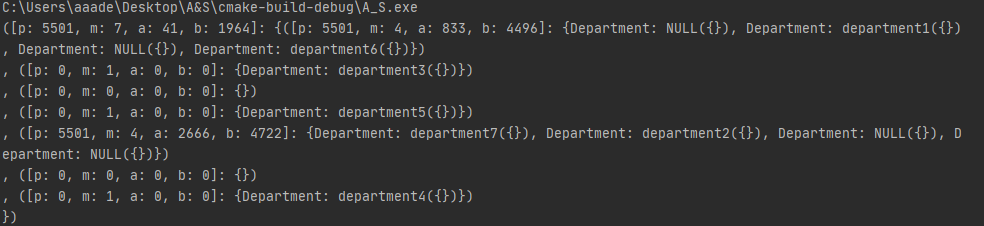 C:\Users\aaade\Desktop\A&S\cmake-build-debug\A_S.exe
([p: 5501, m: 7, a: 41, b: 1964]: {([p: 5501, m: 4, a: 833, b: 4496]: {Department: NULL({}), Department: department1({})
, Department: NULL({}), Department: department6({})})
, ([p: 0, m: 1, a: 0, b: 0]: {Department: department3({})})
, ([p: 0, m: 0, a: 0, b: 0]: {})
, ([p: 0, m: 1, a: 0, b: 0]: {Department: department5({})})
, ([p: 5501, m: 4, a: 2666, b: 4722]: {Department: department7({}), Department: department2({}), Department: NULL({}), D
epartment: NULL({})})
, ([p: 0, m: 0, a: 0, b: 0]: {})
, ([p: 0, m: 1, a: 0, b: 0]: {Department: department4({})})
})